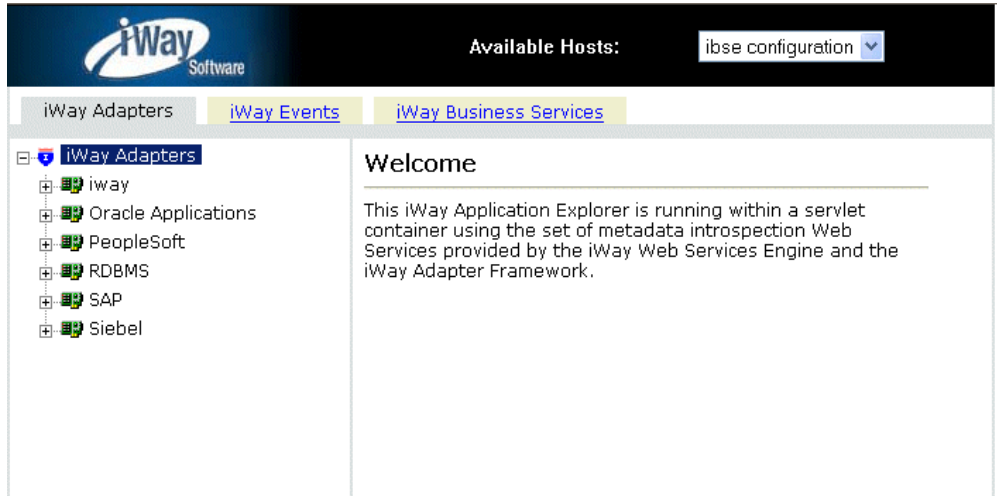 iWay
Software
Available Hosts:
ibse configuration
iWay Adapters
iWay Events
iWay Business Services
iWay Adapters
iway
Oracle Applications
PeopleSoft
RDBMS
SAP
Siebel
Welcome
This iWay Application Explorer is running within a servlet
container using the set of metadata introspection Web
Services provided by the iWay Web Services Engine and the
iWay Adapter Framework.